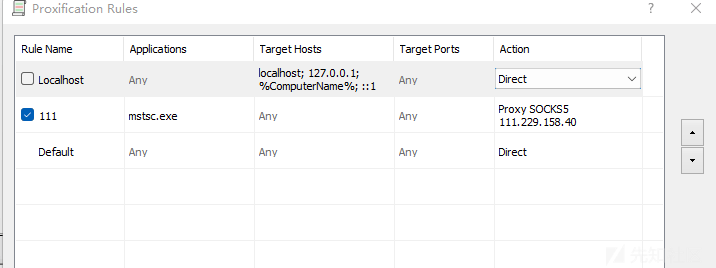 Proxification Rules
Rule Name Applications Target Hosts Target Ports Action
Localhost Any localhost; 127.0.0.1; Any Direct
%ComputerName%; ::1
111 mstsc.exe Any Any Proxy SOCKS5
111.229.158.40
Default Any Any Any Direct